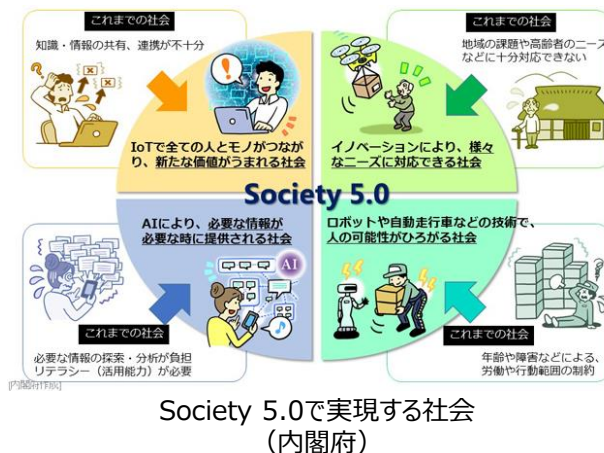 これまでの社会
知識・情報の共有、連携が不十分
IoTで全ての人とモノがつなが
り、新たな価値がうまれる社会
これまでの社会
地域の課題や高齢者のニーズ
などに十分対応できない
イノベーションにより、様々
なニーズに対応できる社会
Society 5.0
AIにより、必要な情報が
必要な時に提供される社会
AI
これまでの社会
必要な情報の探索・分析が負担
リテラシー（活用能力）が必要
ロボットや自動走行車などの技術で、
人の可能性がひろがる社会
これまでの社会
年齢や障害などによる、
労働や行動範囲の制約
[内閣府作成]
Society 5.0で実現する社会
（内閣府）